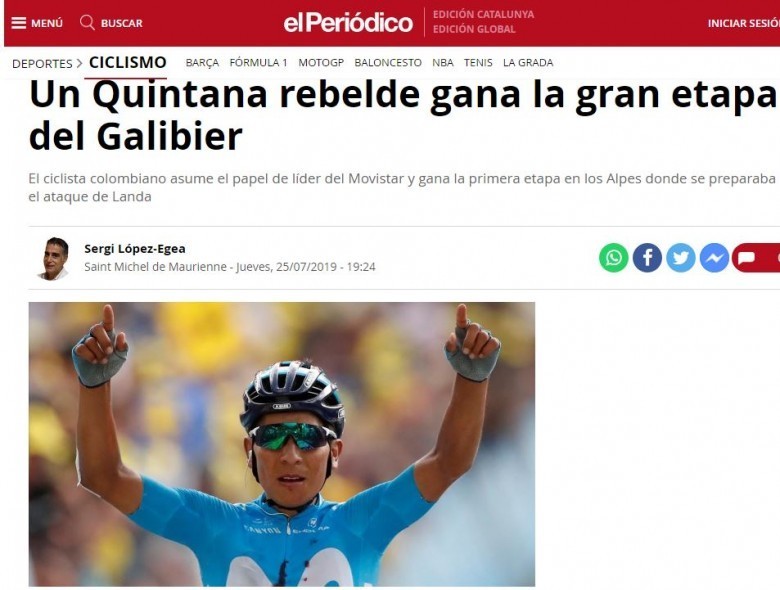 MENÚ
BUSCAR
elPeriódico
EDICIÓN CATALUNYA
EDICIÓN GLOBAL
INICIAR SESIÓ
DEPORTES > CICLISMO BARÇA FÓRMULA 1 MOTOGP BALONCESTO NBA TENIS LA GRADA
Un Quintana rebelde gana la gran etapa
del Galibier
El ciclista colombiano asume el papel de líder del Movistar y gana la primera etapa en los Alpes donde se preparaba
el ataque de Landa
Sergi López-Egea
Saint Michel de Maurienne - Jueves, 25/07/2019 - 19:24
ABUS
CANYON